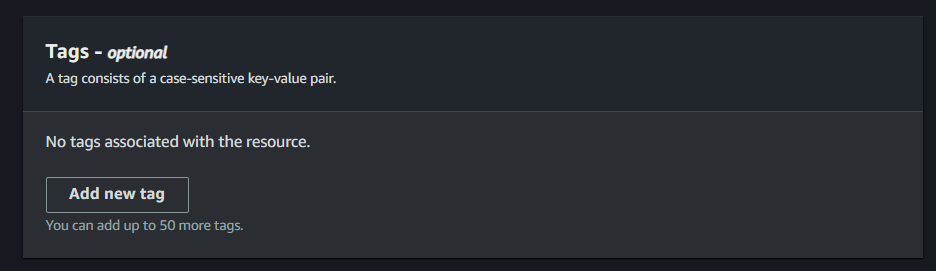 Tags - optional
A tag consists of a case-sensitive key-value pair.
No tags associated with the resource.
Add new tag
You can add up to 50 more tags.